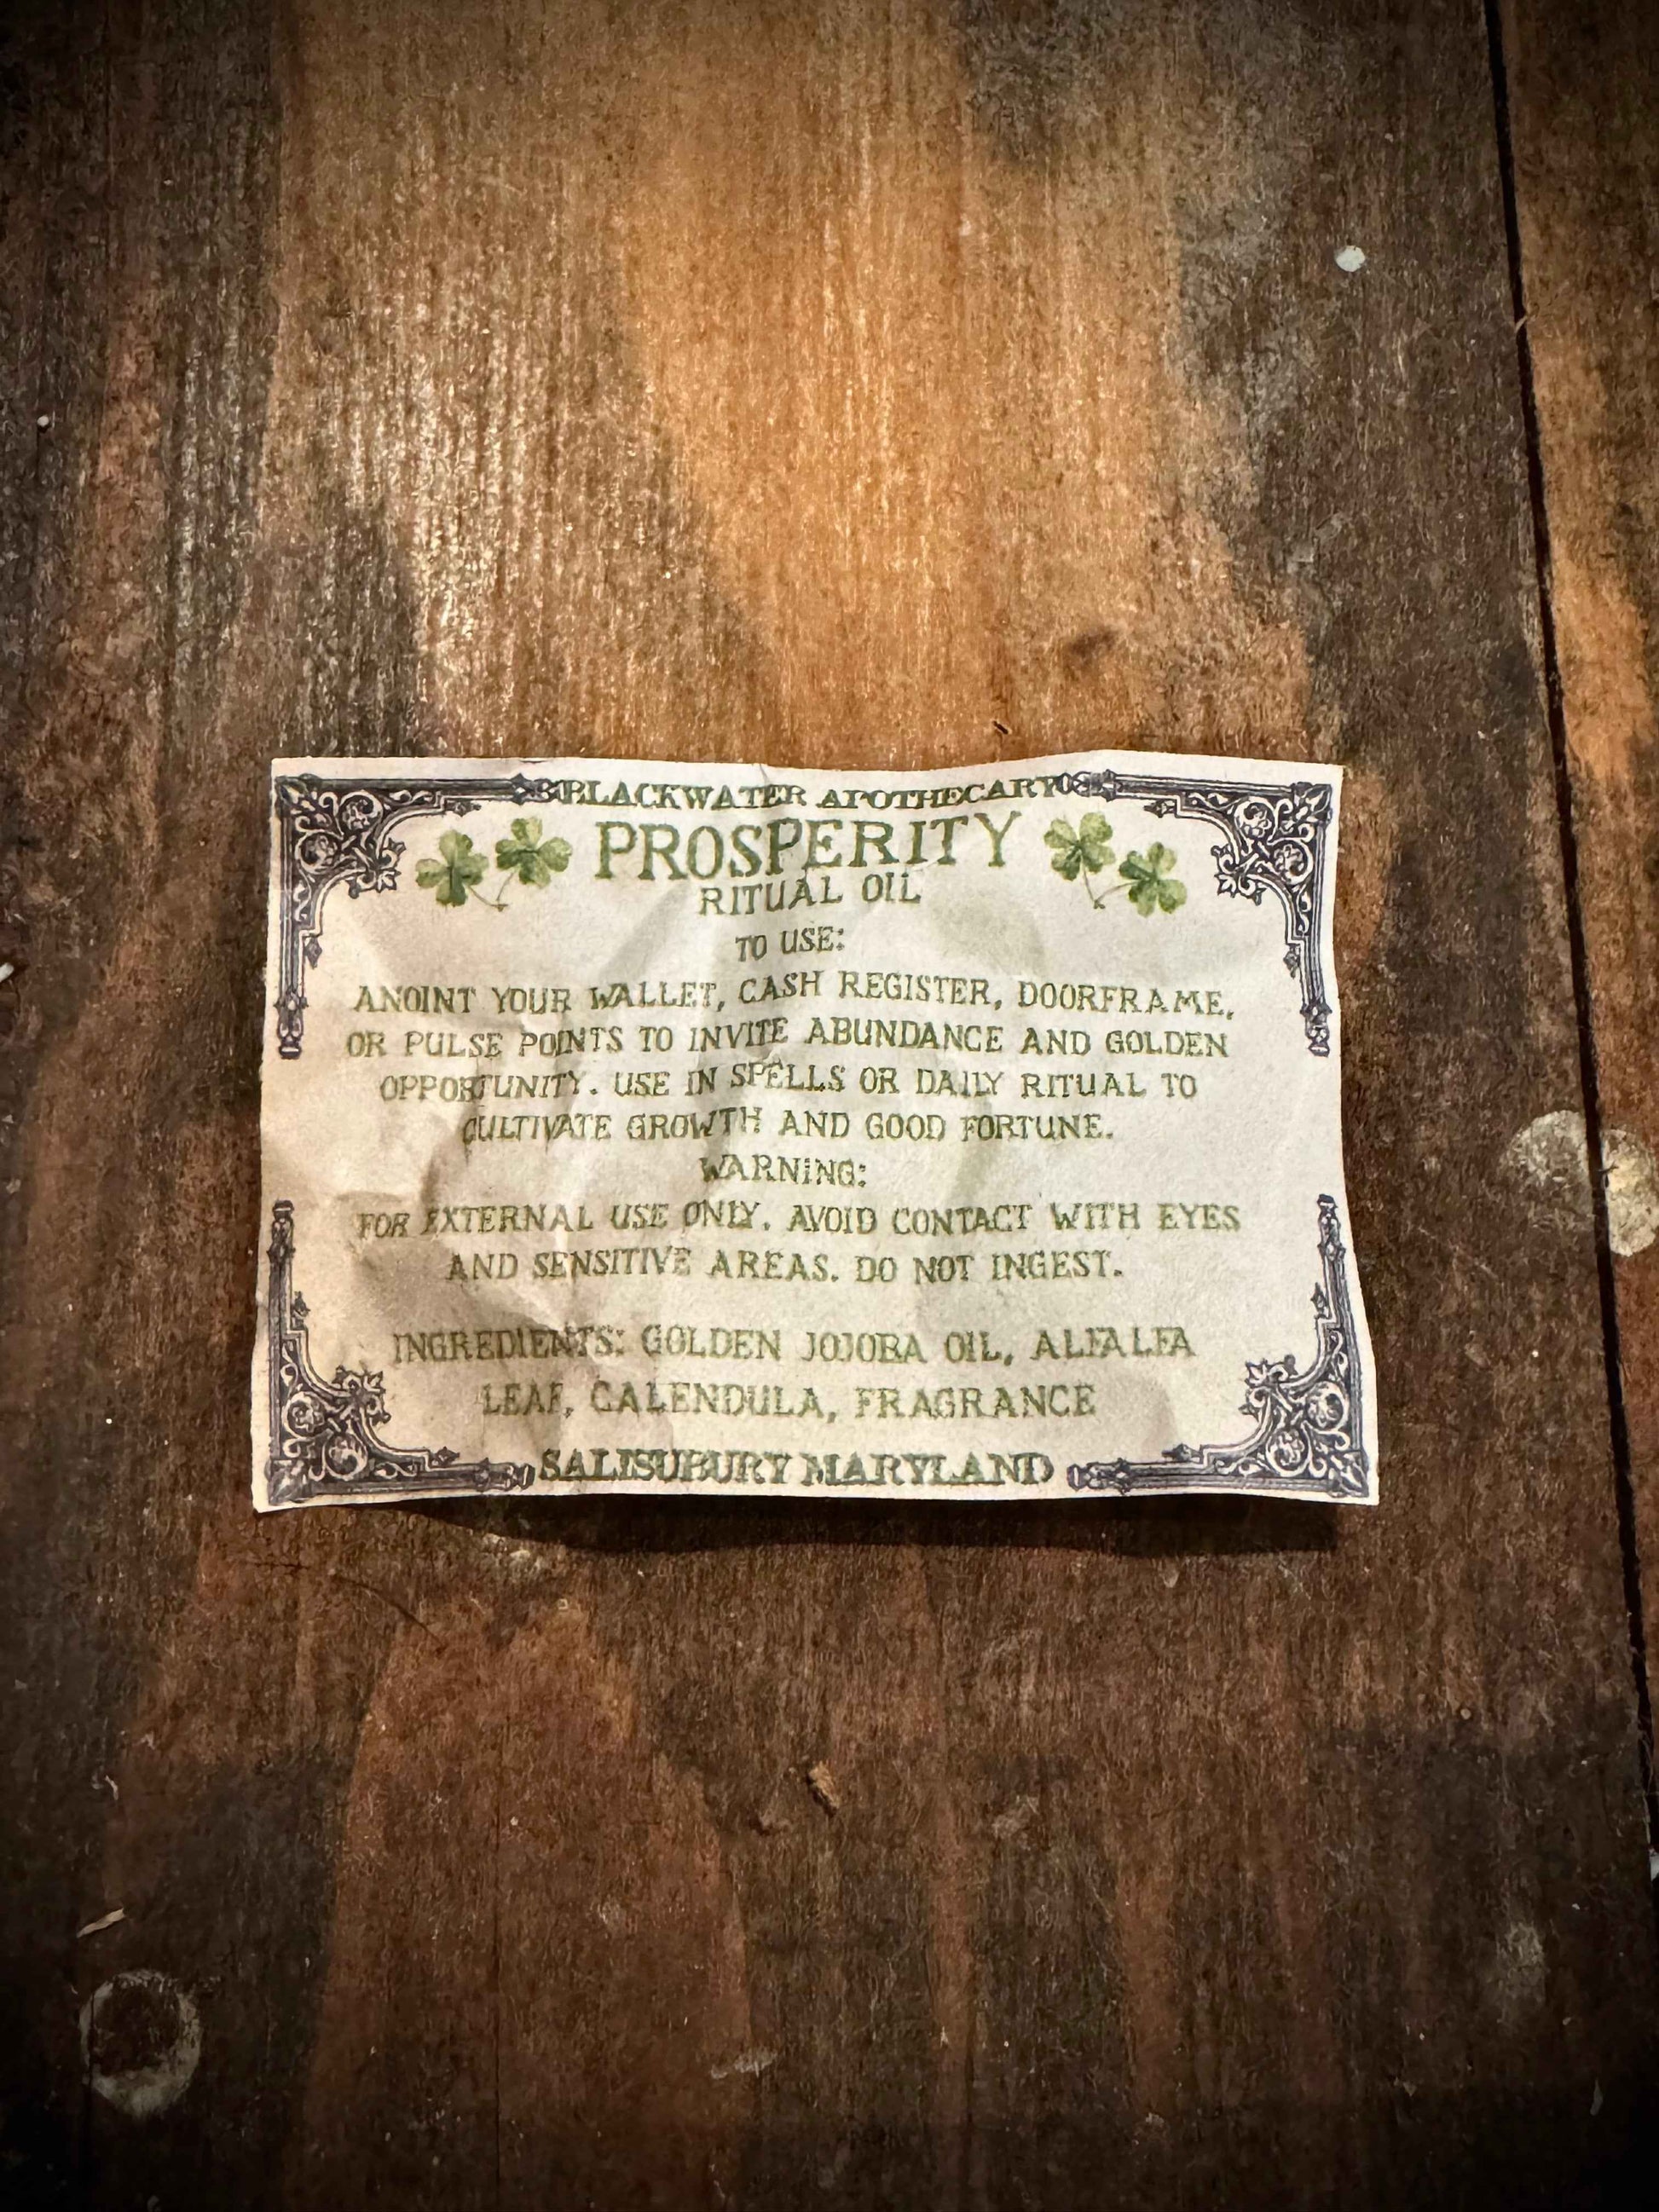 BLACKWATER APOTHECARY
PROSPERITY
RITUAL OIL
TO USE:
ANOINT YOUR WALLET, CASH REGISTER, DOORFRAME,
OR PULSE POINTS TO INVITE ABUNDANCE AND GOLDEN
OPPORTUNITY. USE IN SPELLS OR DAILY RITUAL TO
CULTIVATE GROWTH AND GOOD FORTUNE.
WARNING:
FOR EXTERNAL USE ONLY. AVOID CONTACT WITH EYES
AND SENSITIVE AREAS. DO NOT INGEST.
INGREDIENTS: GOLDEN JOJOBA OIL, ALFALFA
LEAF, CALENDULA, FRAGRANCE
SALISUBURY MARYLAND